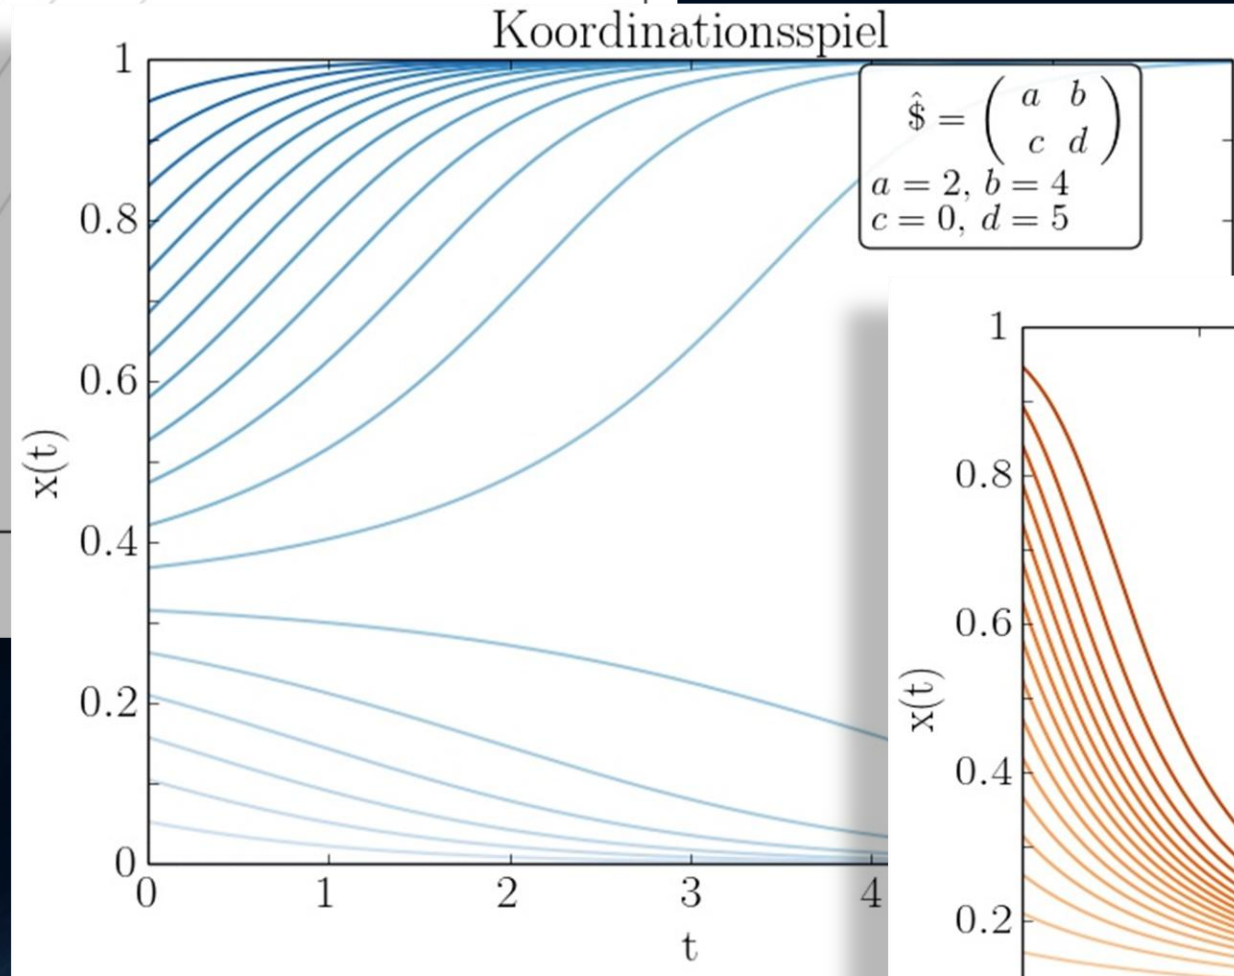 Koordinationsspiel
1
$̂ = ( a b
c d )
a = 2, b = 4
c = 0, d = 5
0.8
0.6
x(t)
0.4
0.2
0
0 1 2 3 4
t
1
0.8
0.6
x(t)
0.4
0.2